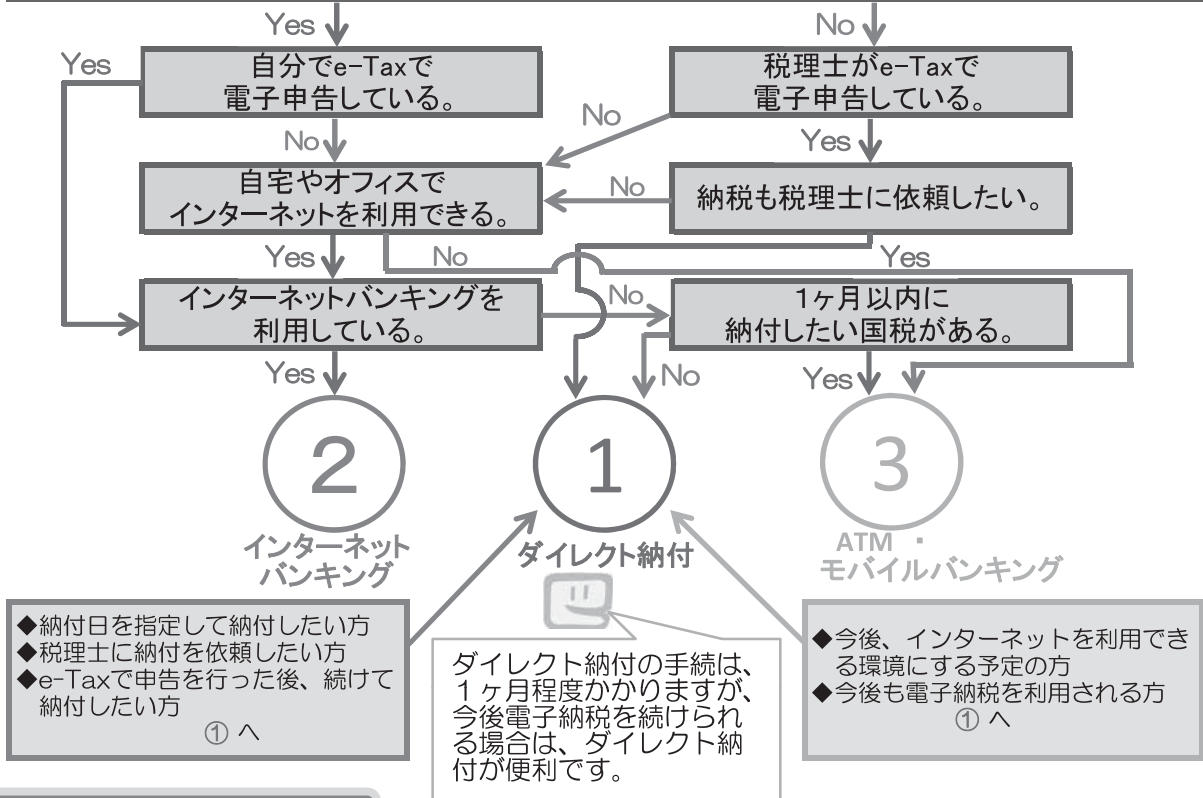 Yes
No
Yes
自分でe-Taxで
電子申告している。
税理士がe-Taxで
電子申告している。
No
No
Yes
自宅やオフィスで
インターネットを利用できる。
No
納税も税理士に依頼したい。
Yes
No
Yes
インターネットバンキングを
利用している。
No
1ヶ月以内に
納付したい国税がある。
Yes
No
Yes
2
1
3
インターネット
バンキング
ダイレクト納付
ATM ・
モバイルバンキング
◆納付日を指定して納付したい方
◆税理士に納付を依頼したい方
◆e-Taxで申告を行った後、続けて
納付したい方
① へ
ダイレクト納付の手続は、
1ヶ月程度かかりますが、
今後電子納税を続けられ
る場合は、ダイレクト納
付が便利です。
◆今後、インターネットを利用でき
る環境にする予定の方
◆今後も電子納税を利用される方
① へ